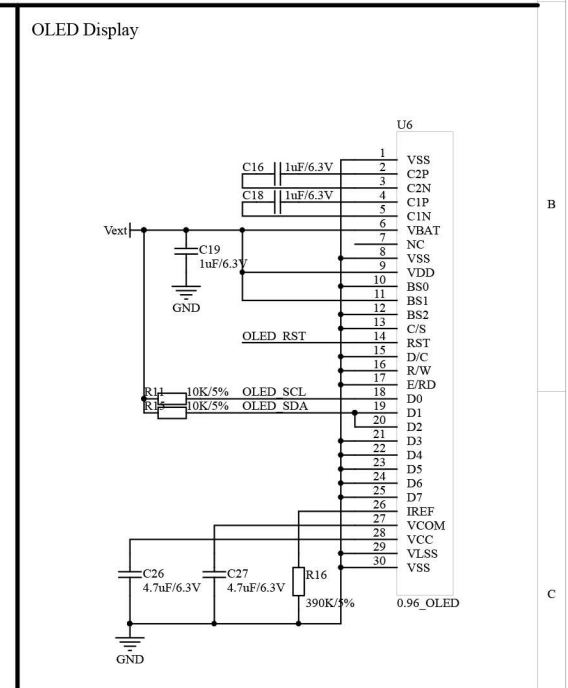 OLED Display
U6
1 VSS
C16 1uF/6.3V 2 C2P
3 C2N
C18 1uF/6.3V 4 C1P
5 C1N
Vext 6 VBAT
7 NC
C19 8 VSS
1uF/6.3V 9 VDD
10 BS0
11 BS1
GND
12 BS2
13 C/S
OLED_RST 14 RST
15 D/C
16 R/W
17 E/RD
R11 10K/5% OLED_SCL 18 D0
R15 10K/5% OLED_SDA 19 D1
20 D2
21 D3
22 D4
23 D5
24 D6
25 D7
26 IREF
27 VCOM
28 VCC
29 VLSS
30 VSS
C26 C27 R16
4.7uF/6.3V 4.7uF/6.3V
390K/5% 0.96_OLED
GND
B
C